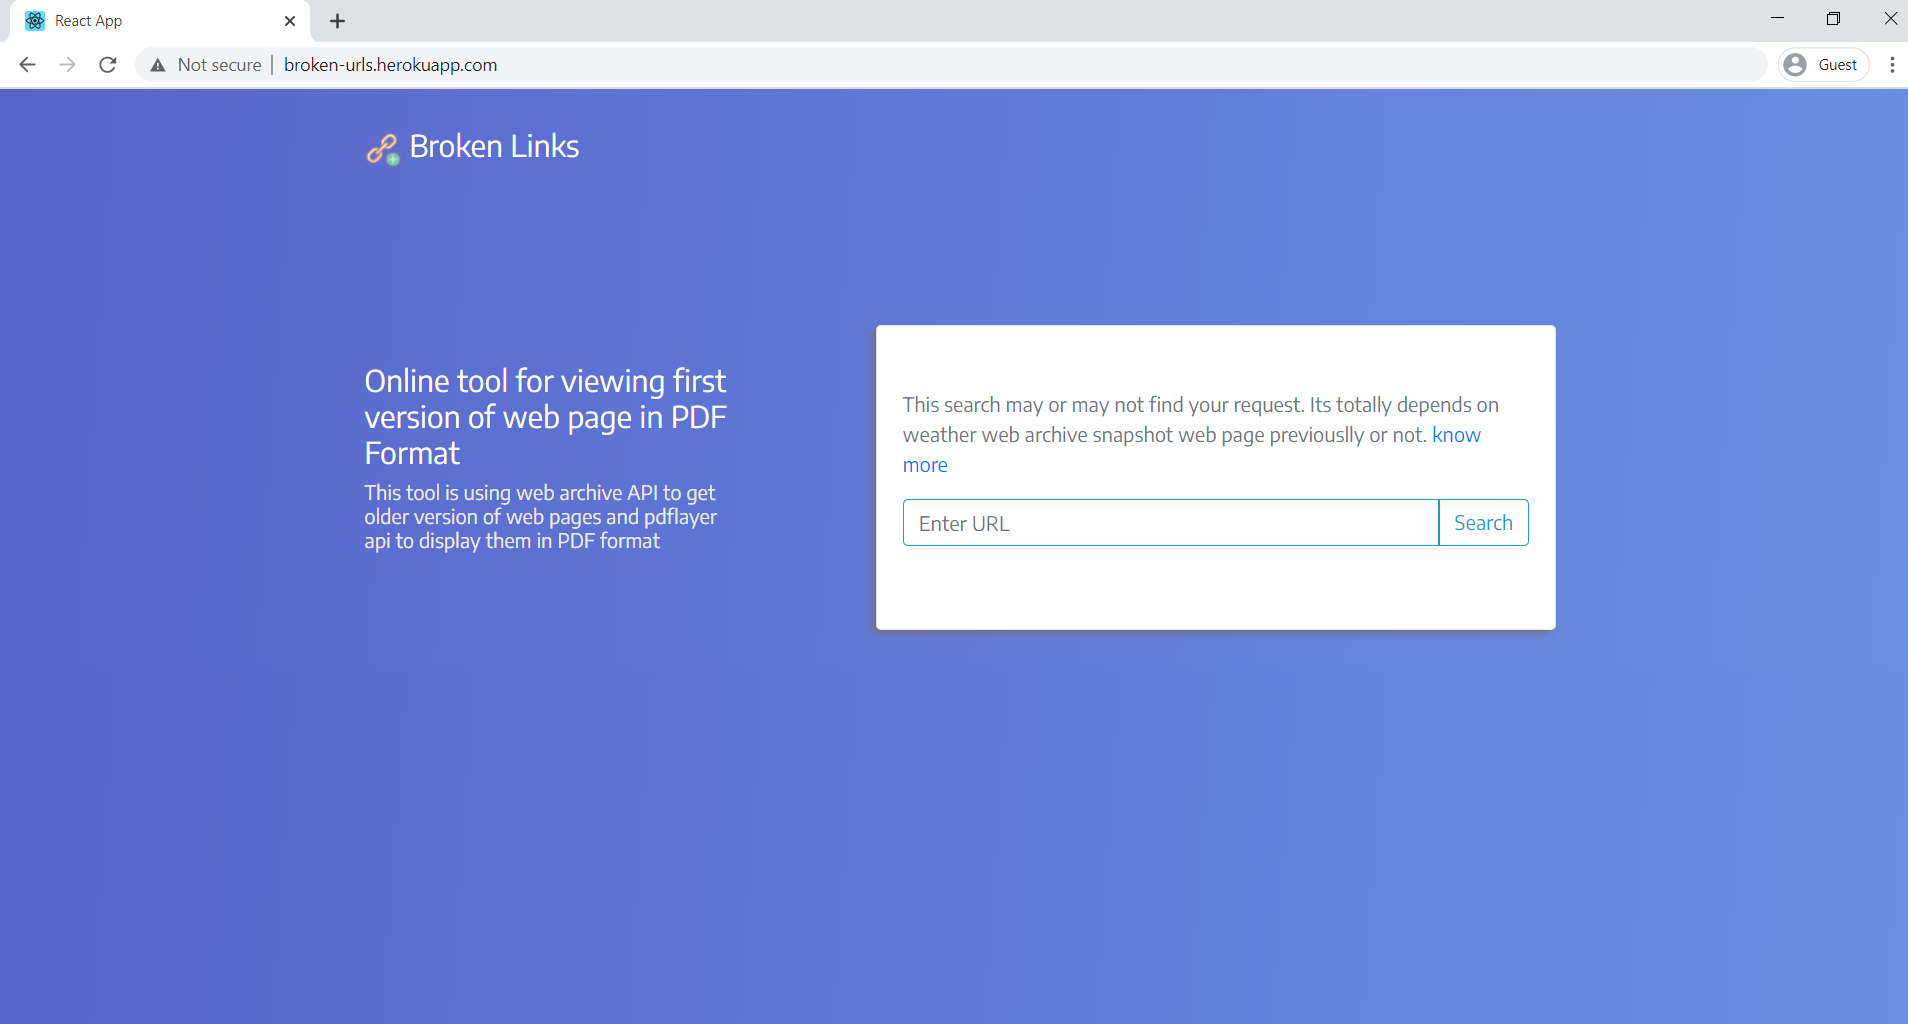 React App
Not secure
broken-urls.herokuapp.com
Guest
Broken Links
Online tool for viewing first
version of web page in PDF
Format
This tool is using web archive API to get
older version of web pages and pdflayer
api to display them in PDF format
This search may or may not find your request. Its totally depends on
weather web archive snapshot web page previouslly or not. know
more
Enter URL
Search